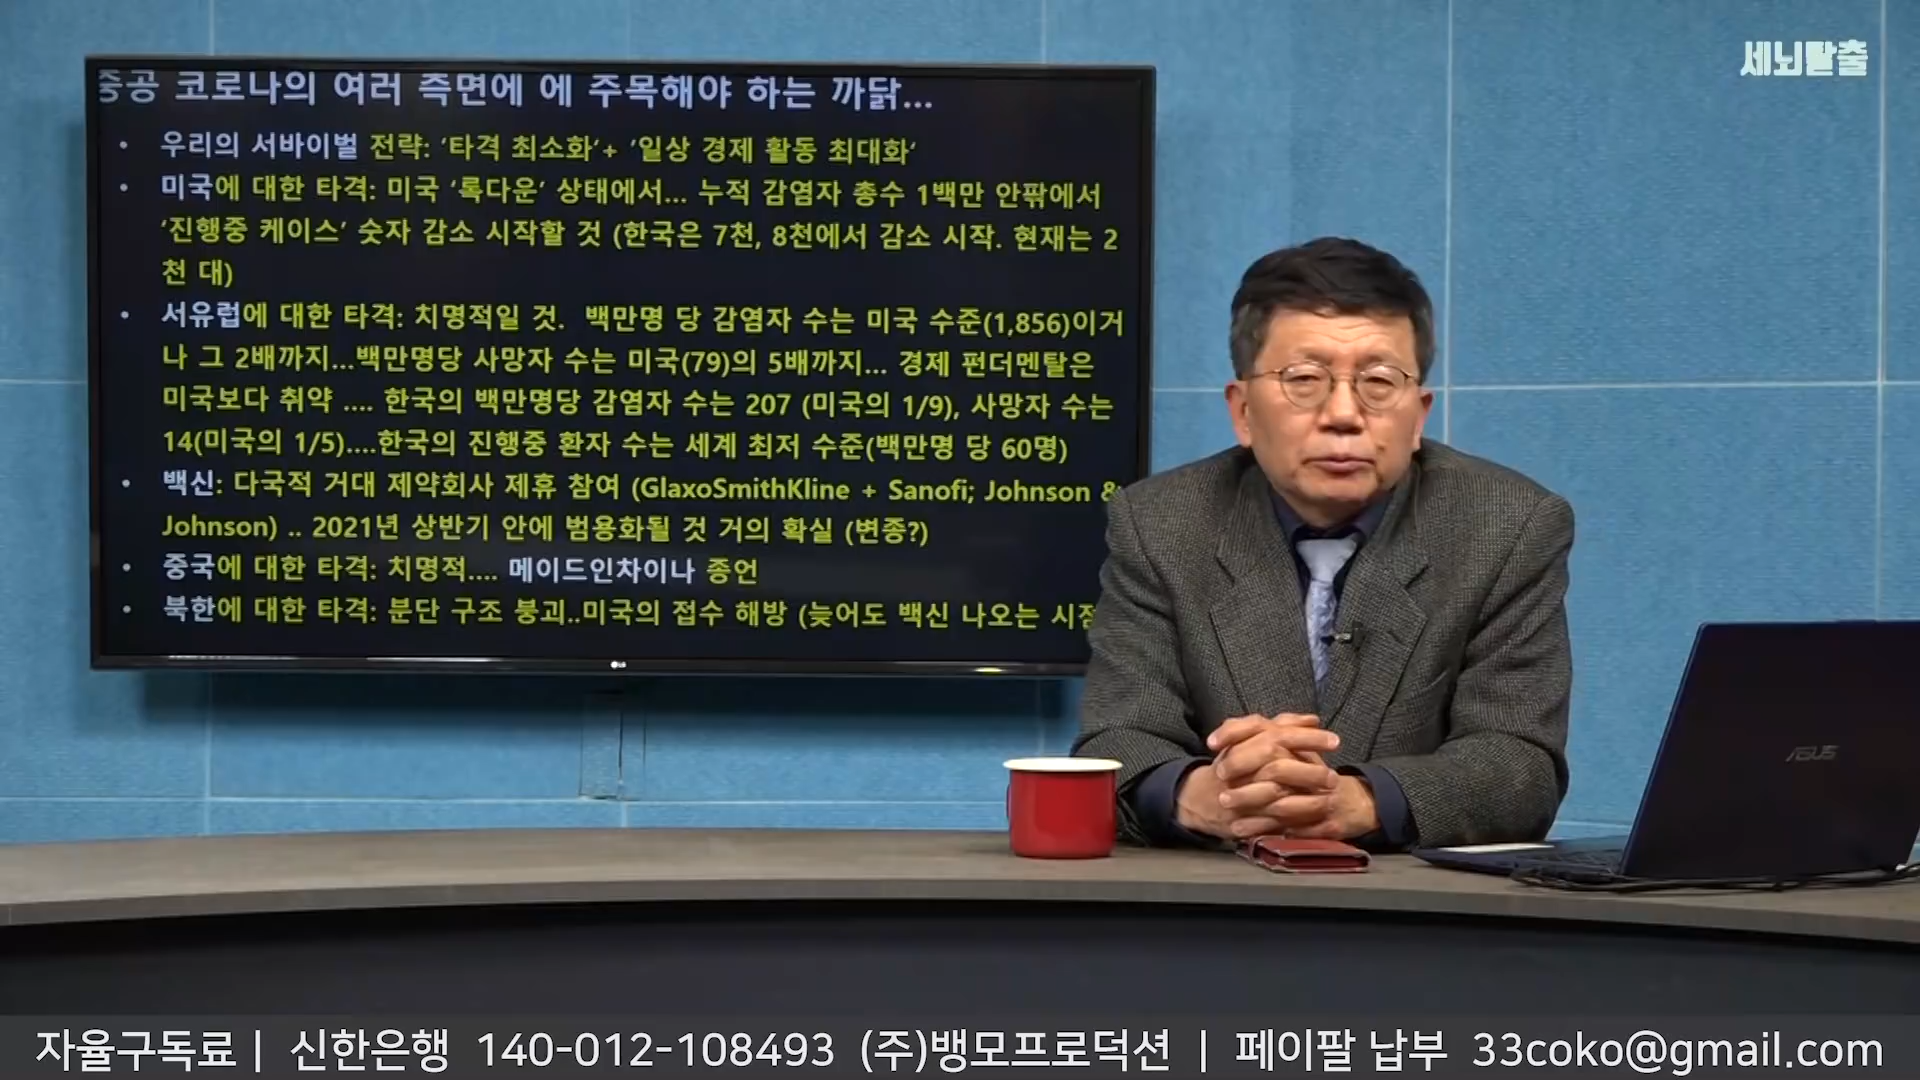 세뇌탈출
중공 코로나의 여러 측면에 에 주목해야 하는 까닭...
• 우리의 서바이벌 전략: ‘타격 최소화‘+ ‘일상 경제 활동 최대화‘
• 미국에 대한 타격: 미국 ‘록다운’ 상태에서... 누적 감염자 총수 1백만 안팎에서
‘진행중 케이스’ 숫자 감소 시작할 것 (한국은 7천, 8천에서 감소 시작. 현재는 2
천 대)
• 서유럽에 대한 타격: 치명적일 것. 백만명 당 감염자 수는 미국 수준(1,856)이거
나 그 2배까지...백만명당 사망자 수는 미국(79)의 5배까지... 경제 펀더멘탈은
미국보다 취약 .... 한국의 백만명당 감염자 수는 207 (미국의 1/9), 사망자 수는
14(미국의 1/5)....한국의 진행중 환자 수는 세계 최저 수준(백만명 당 60명)
• 백신: 다국적 거대 제약회사 제휴 참여 (GlaxoSmithKline + Sanofi; Johnson &
Johnson) .. 2021년 상반기 안에 범용화될 것 거의 확실 (변종?)
• 중국에 대한 타격: 치명적.... 메이드인차이나 종언
• 북한에 대한 타격: 분단 구조 붕괴..미국의 접수 해방 (늦어도 백신 나오는 시점
LG
ASUS
자율구독료 | 신한은행 140-012-108493 (주)뱅모프로덕션 | 페이팔 납부 33coko@gmail.com